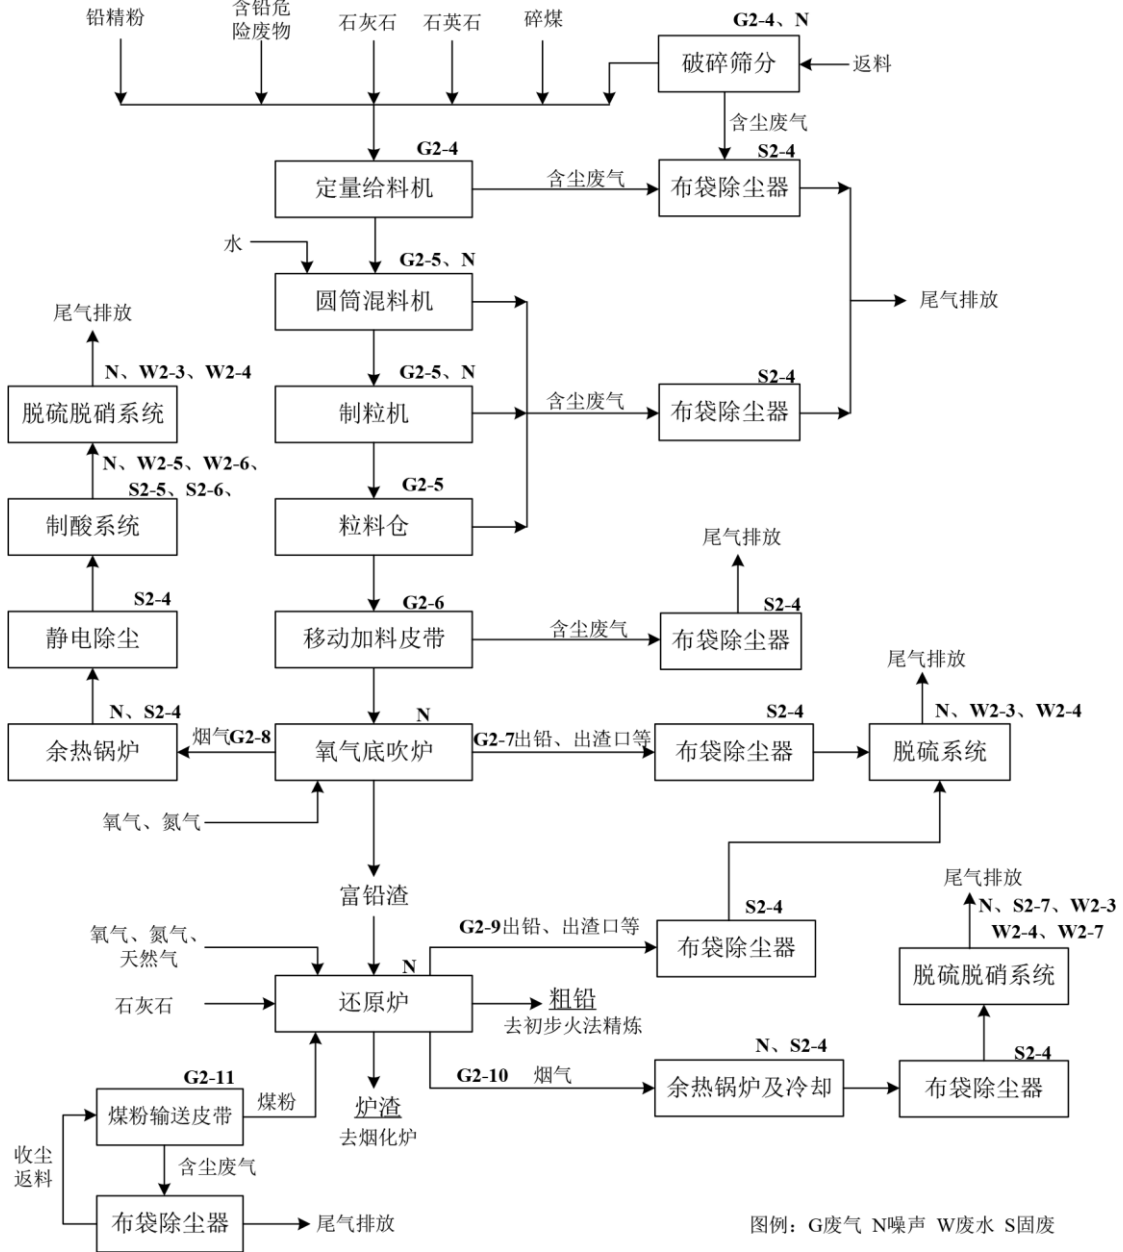 铅精粉
含铅危
险废物
石灰石
石英石
碎煤
G2-4、N
破碎筛分
返料
含尘废气
G2-4
定量给料机
含尘废气
S2-4
布袋除尘器
水
G2-5、N
圆筒混料机
尾气排放
尾气排放
N、W2-3、W2-4
脱硫脱硝系统
G2-5、N
制粒机
含尘废气
S2-4
布袋除尘器
N、W2-5、W2-6、
S2-5、S2-6、
制酸系统
G2-5
粒料仓
尾气排放
S2-4
静电除尘
G2-6
移动加料皮带
含尘废气
S2-4
布袋除尘器
尾气排放
N、S2-4
余热锅炉
烟气G2-8
N
氧气底吹炉
G2-7出铅、出渣口等
S2-4
布袋除尘器
N、W2-3、W2-4
脱硫系统
氧气、氮气
富铅渣
氧气、氮气、
天然气
石灰石
N
还原炉
G2-9出铅、出渣口等
S2-4
布袋除尘器
尾气排放
N、S2-7、W2-3
W2-4、W2-7
脱硫脱硝系统
粗铅
去初步火法精炼
G2-10 烟气
N、S2-4
余热锅炉及冷却
S2-4
布袋除尘器
G2-11
煤粉输送皮带
煤粉
炉渣
去烟化炉
收尘
返料
含尘废气
布袋除尘器
尾气排放
图例：G废气 N噪声 W废水 S固废